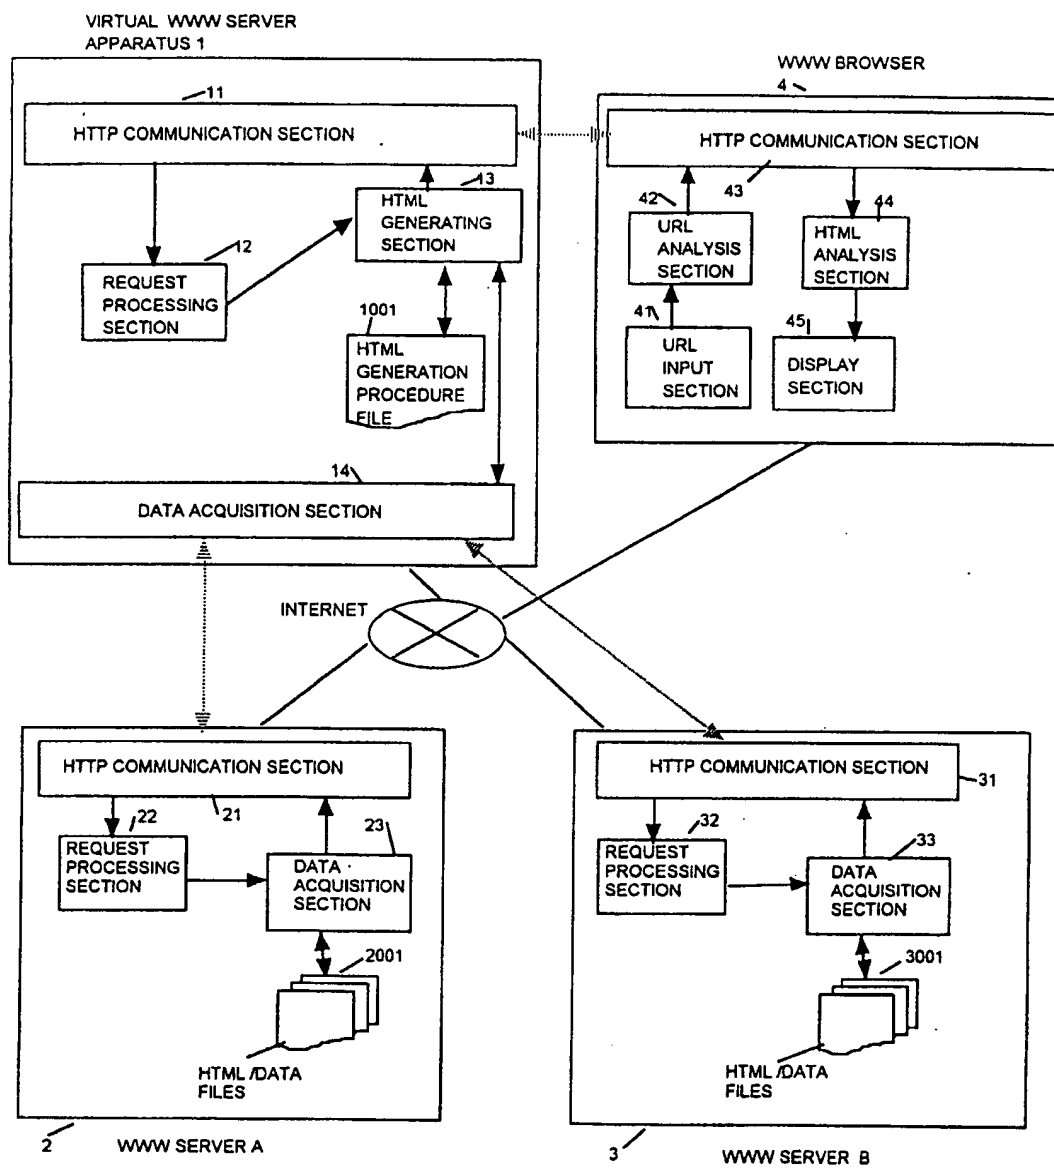 VIRTUAL WWW SERVER
APPARATUS 1
11
HTTP COMMUNICATION SECTION
13
HTML
GENERATING
SECTION
12
REQUEST
PROCESSING
SECTION
1001
HTML
GENERATION
PROCEDURE
FILE
14
DATA ACQUISITION SECTION
WWW BROWSER
4
HTTP COMMUNICATION SECTION
43
42
URL
ANALYSIS
SECTION
44
HTML
ANALYSIS
SECTION
41
URL
INPUT
SECTION
45
DISPLAY
SECTION
INTERNET
HTTP COMMUNICATION SECTION
21
22
REQUEST
PROCESSING
SECTION
23
DATA
ACQUISITION
SECTION
2001
HTML /DATA
FILES
2
WWW SERVER A
HTTP COMMUNICATION SECTION
31
32
REQUEST
PROCESSING
SECTION
33
DATA
ACQUISITION
SECTION
3001
HTML /DATA
FILES
3
WWW SERVER B